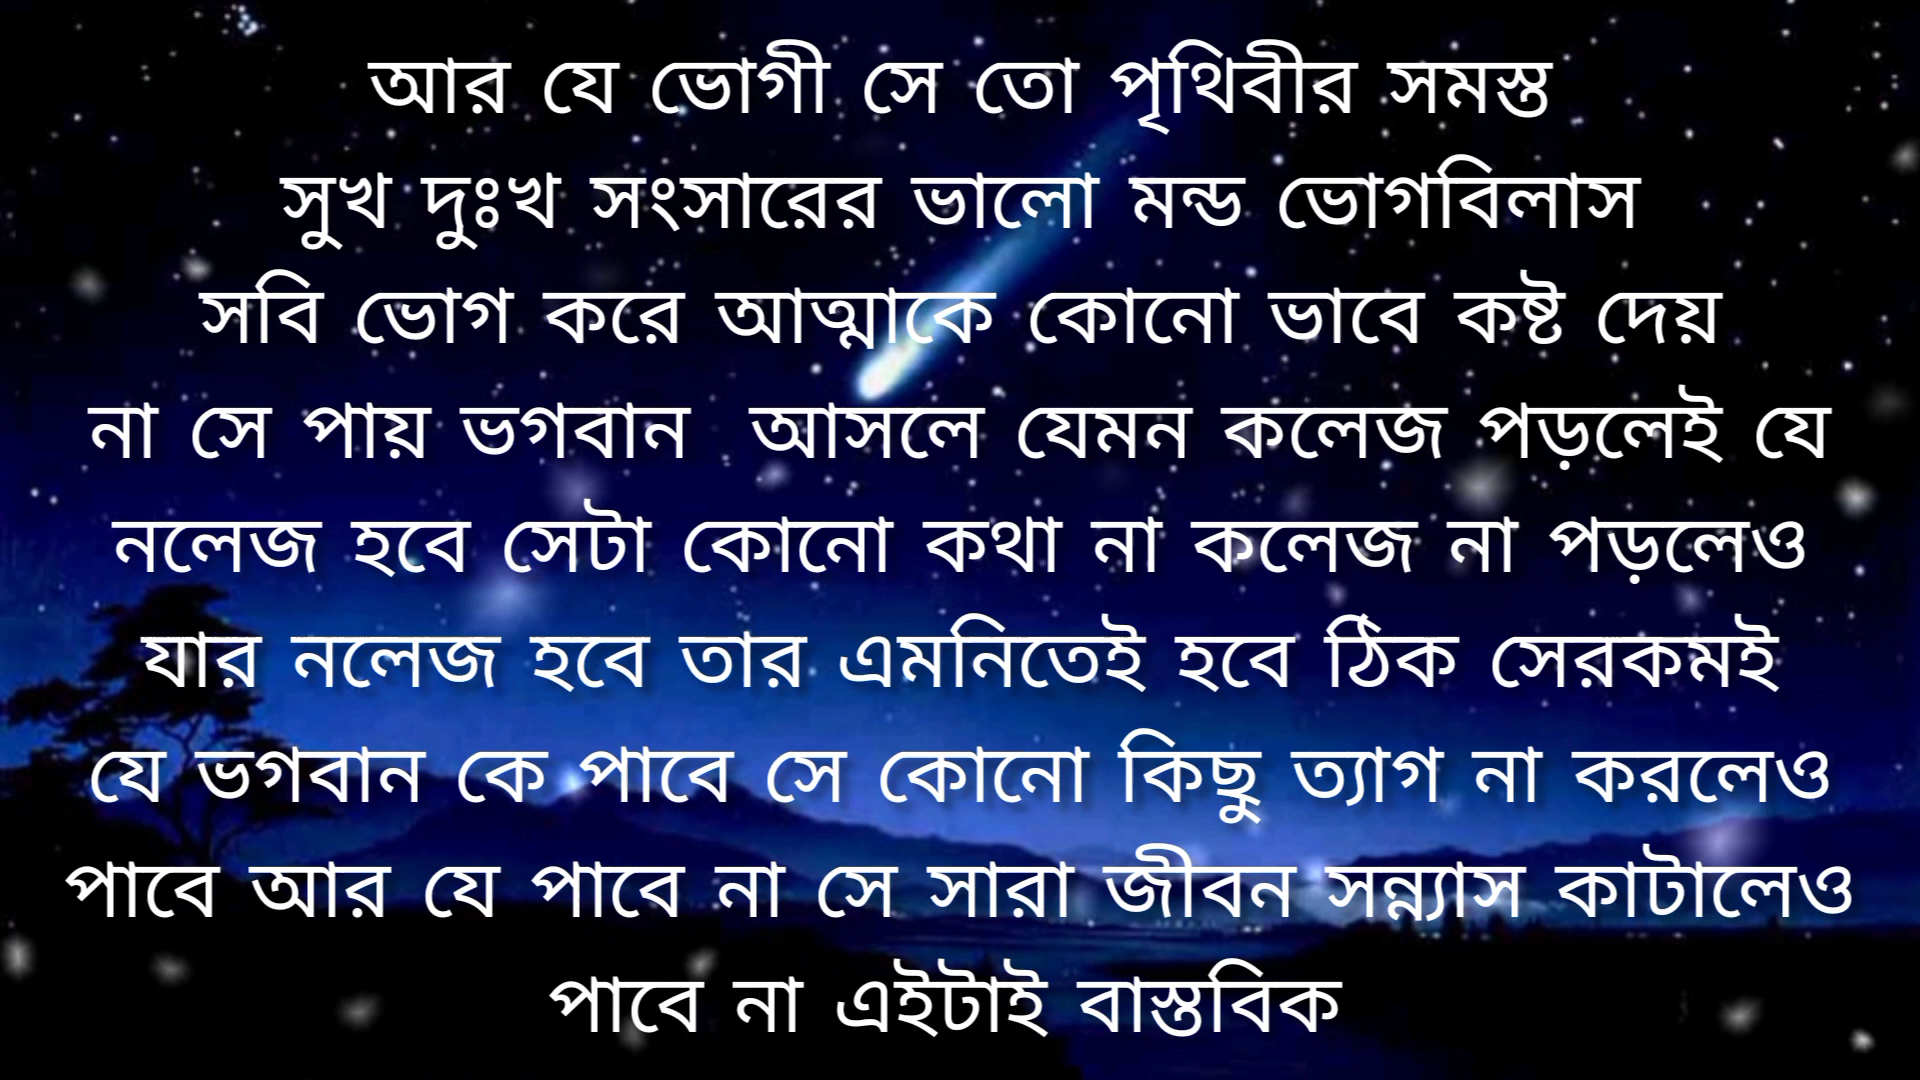 আর যে ভোগী সে তো পৃথিবীর সমস্ত
সুখ দুঃখ সংসারের ভালো মন্ড ভোগবিলাস
সবি ভোগ করে আত্মাকে কোনো ভাবে কষ্ট দেয়
না সে পায় ভগবান  আসলে যেমন কলেজ পড়লেই যে
নলেজ হবে সেটা কোনো কথা না কলেজ না পড়লেও
যার নলেজ হবে তার এমনিতেই হবে ঠিক সেরকমই
যে ভগবান কে পাবে সে কোনো কিছু ত্যাগ না করলেও
পাবে আর যে পাবে না সে সারা জীবন সন্ন্যাস কাটালেও
পাবে না এইটাই বাস্তবিক